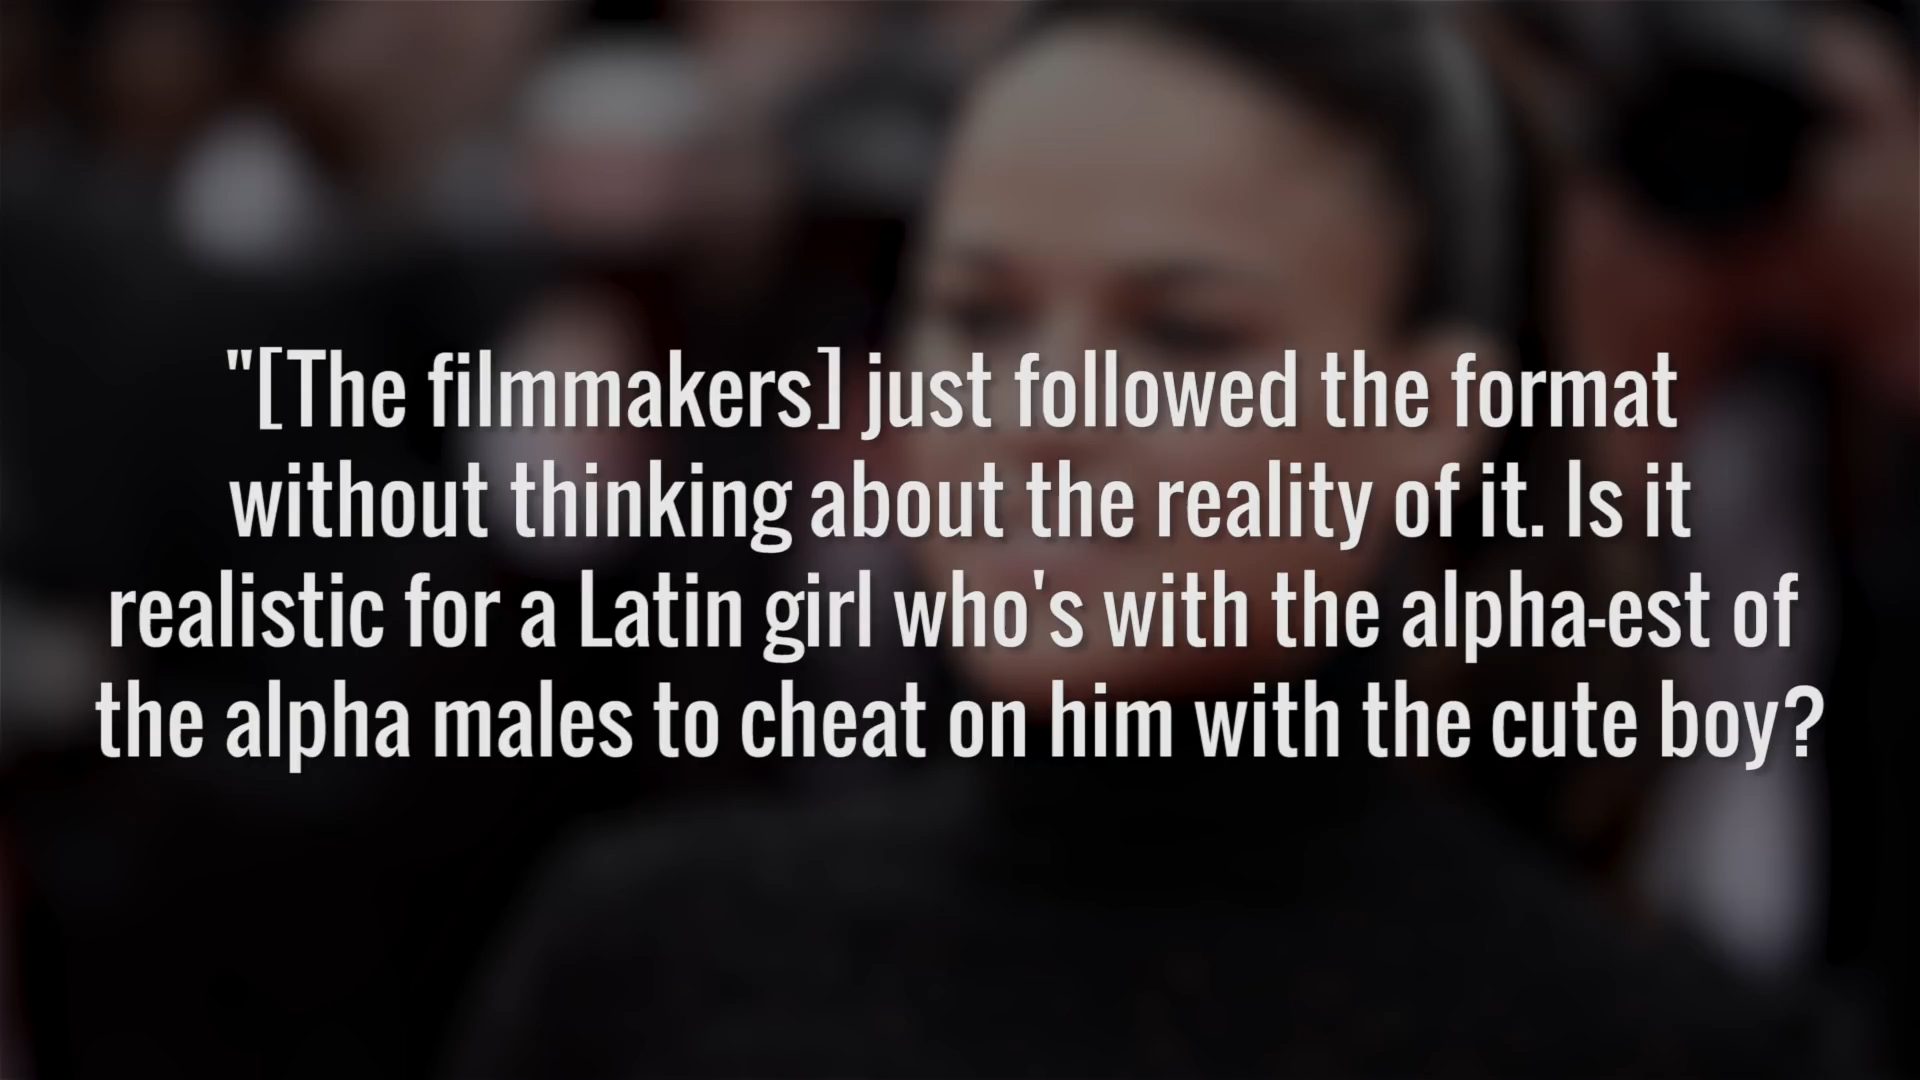 "[The filmmakers] just followed the format
without thinking about the reality of it. Is it
realistic for a Latin girl who's with the alpha-est of
the alpha males to cheat on him with the cute boy?